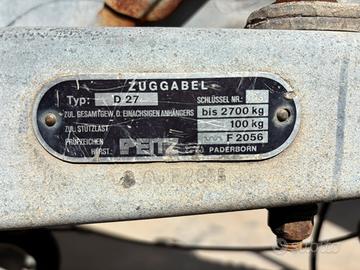 ZUGGABEL
Typ: D 27 SCHLÜSSEL NR.:
ZUL. GESAMTGEW. D. EINACHSIGEN ANHÄNGERS bis 2700 kg
ZUL. STÜTZLAST 100 kg
PRÜFZEICHEN F 2056
HERST.: PEITZ PADERBORN